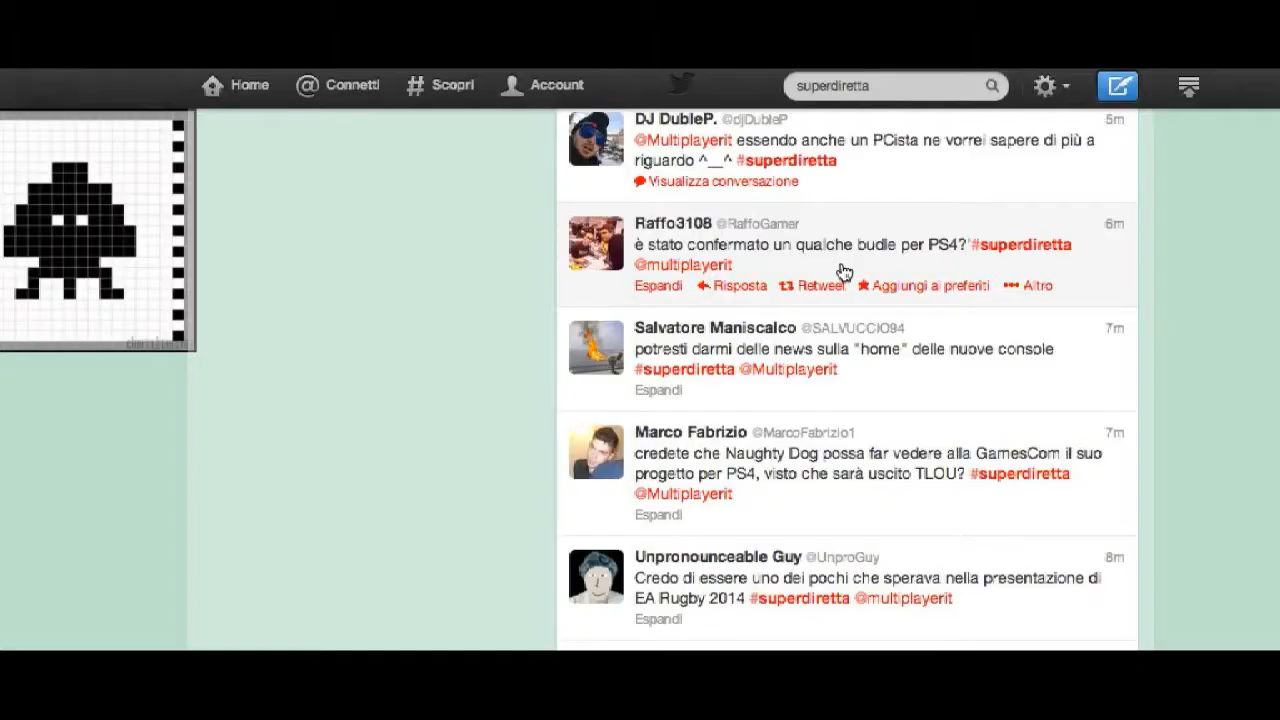 Home
Connetti
Scopri
Account
superdiretta
DJ DubleP. @djDubleP 5m
@Multiplayerit essendo anche un PCista ne vorrei sapere di più a
riguardo ^__^ #superdiretta
Visualizza conversazione
Raffo3108 @RaffoGamer 6m
è stato confermato un qualche budle per PS4?'#superdiretta
@multiplayerit
Espandi Risposta Retweet Aggiungi ai preferiti Altro
Salvatore Maniscalco @SALVUCCIO94 7m
potresti darmi delle news sulla "home" delle nuove console
#superdiretta @Multiplayerit
Espandi
Marco Fabrizio @MarcoFabrizio1 7m
credete che Naughty Dog possa far vedere alla GamesCom il suo
progetto per PS4, visto che sarà uscito TLOU? #superdiretta
@Multiplayerit
Espandi
Unpronounceable Guy @UnproGuy 8m
Credo di essere uno dei pochi che sperava nella presentazione di
EA Rugby 2014 #superdiretta @multiplayerit
Espandi